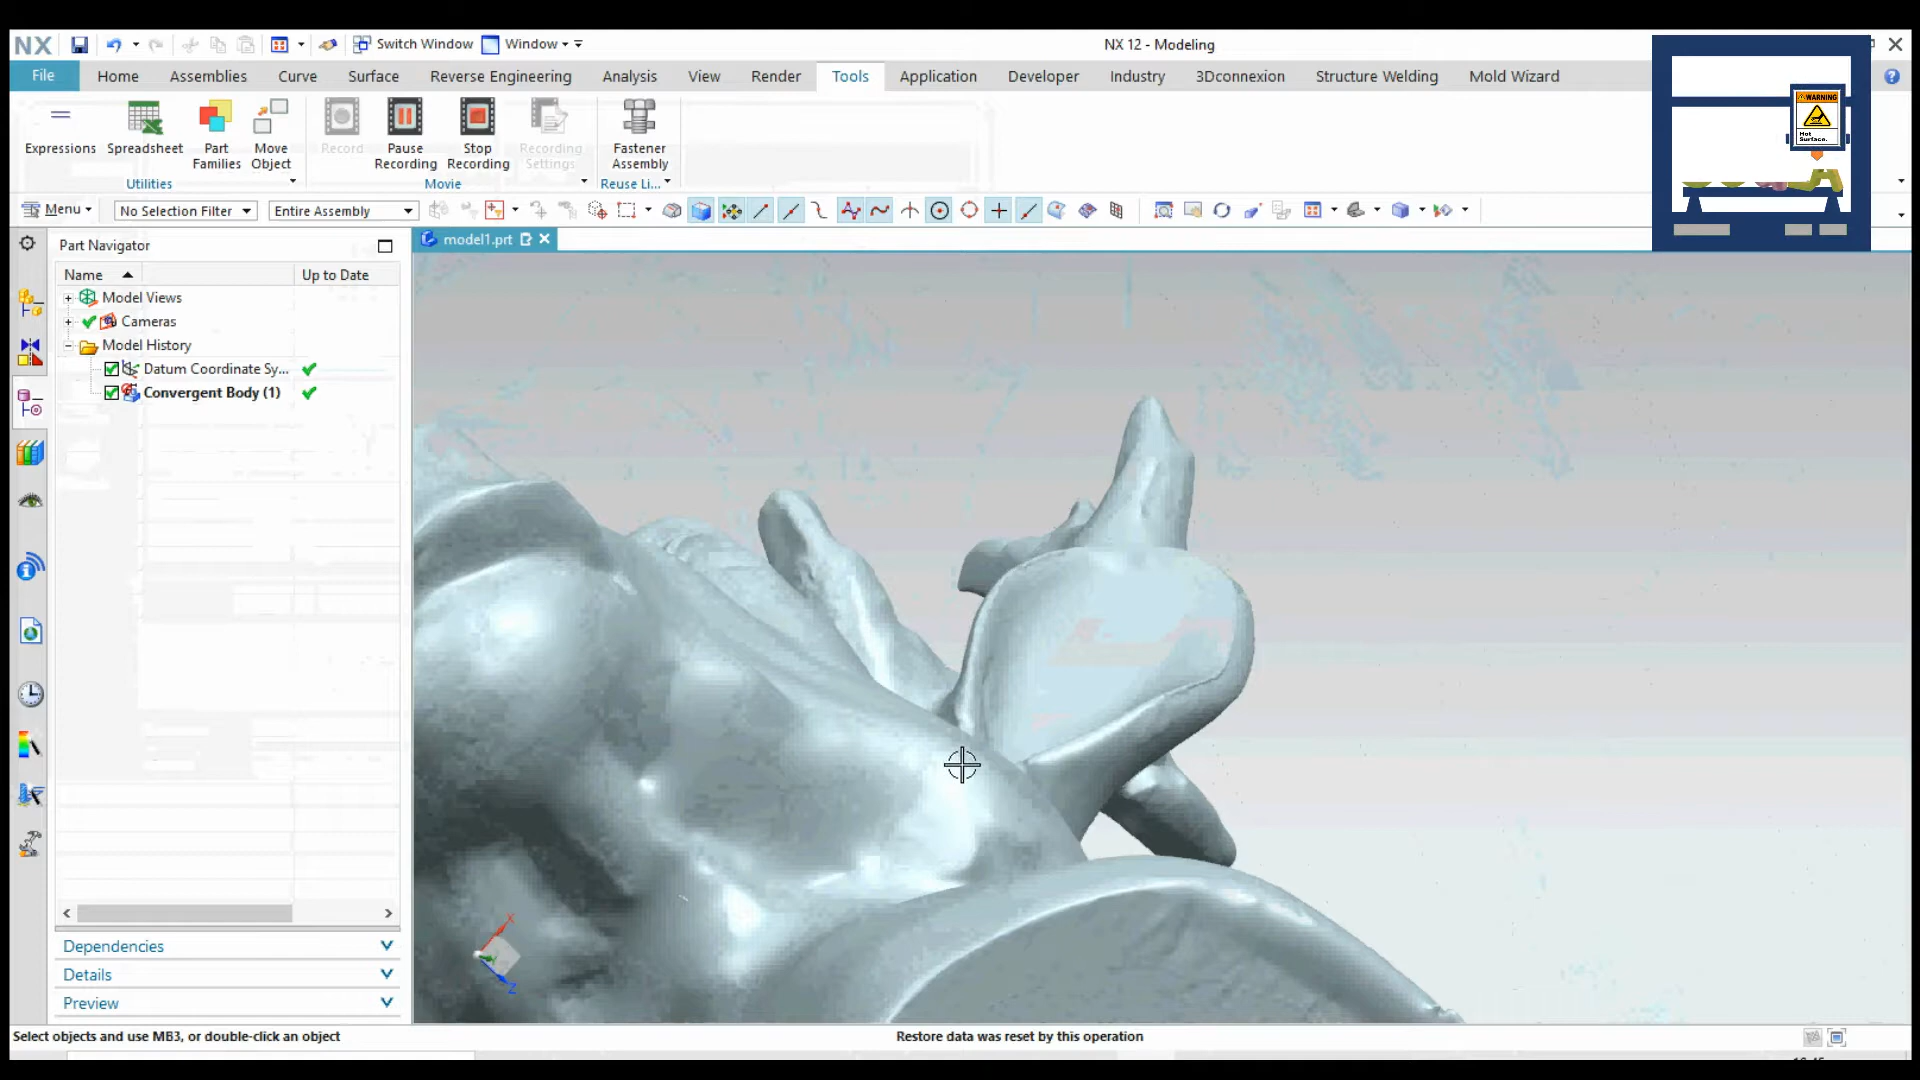 NX Switch Window Window NX 12 - Modeling
File Home Assemblies Curve Surface Reverse Engineering Analysis View Render Tools Application Developer Industry 3Dconnexion Structure Welding Mold Wizard
Expressions Spreadsheet Part Families Move Object Record Pause Recording Stop Recording Recording Settings Fastener Assembly
Utilities Movie Reuse Li...
WARNING
Hot Surface.
Menu No Selection Filter Entire Assembly
Part Navigator model1.prt
Name Up to Date
Model Views
Cameras
Model History
Datum Coordinate Sy...
Convergent Body (1)
X
Y
Z
Dependencies
Details
Preview
Select objects and use MB3, or double-click an object Restore data was reset by this operation